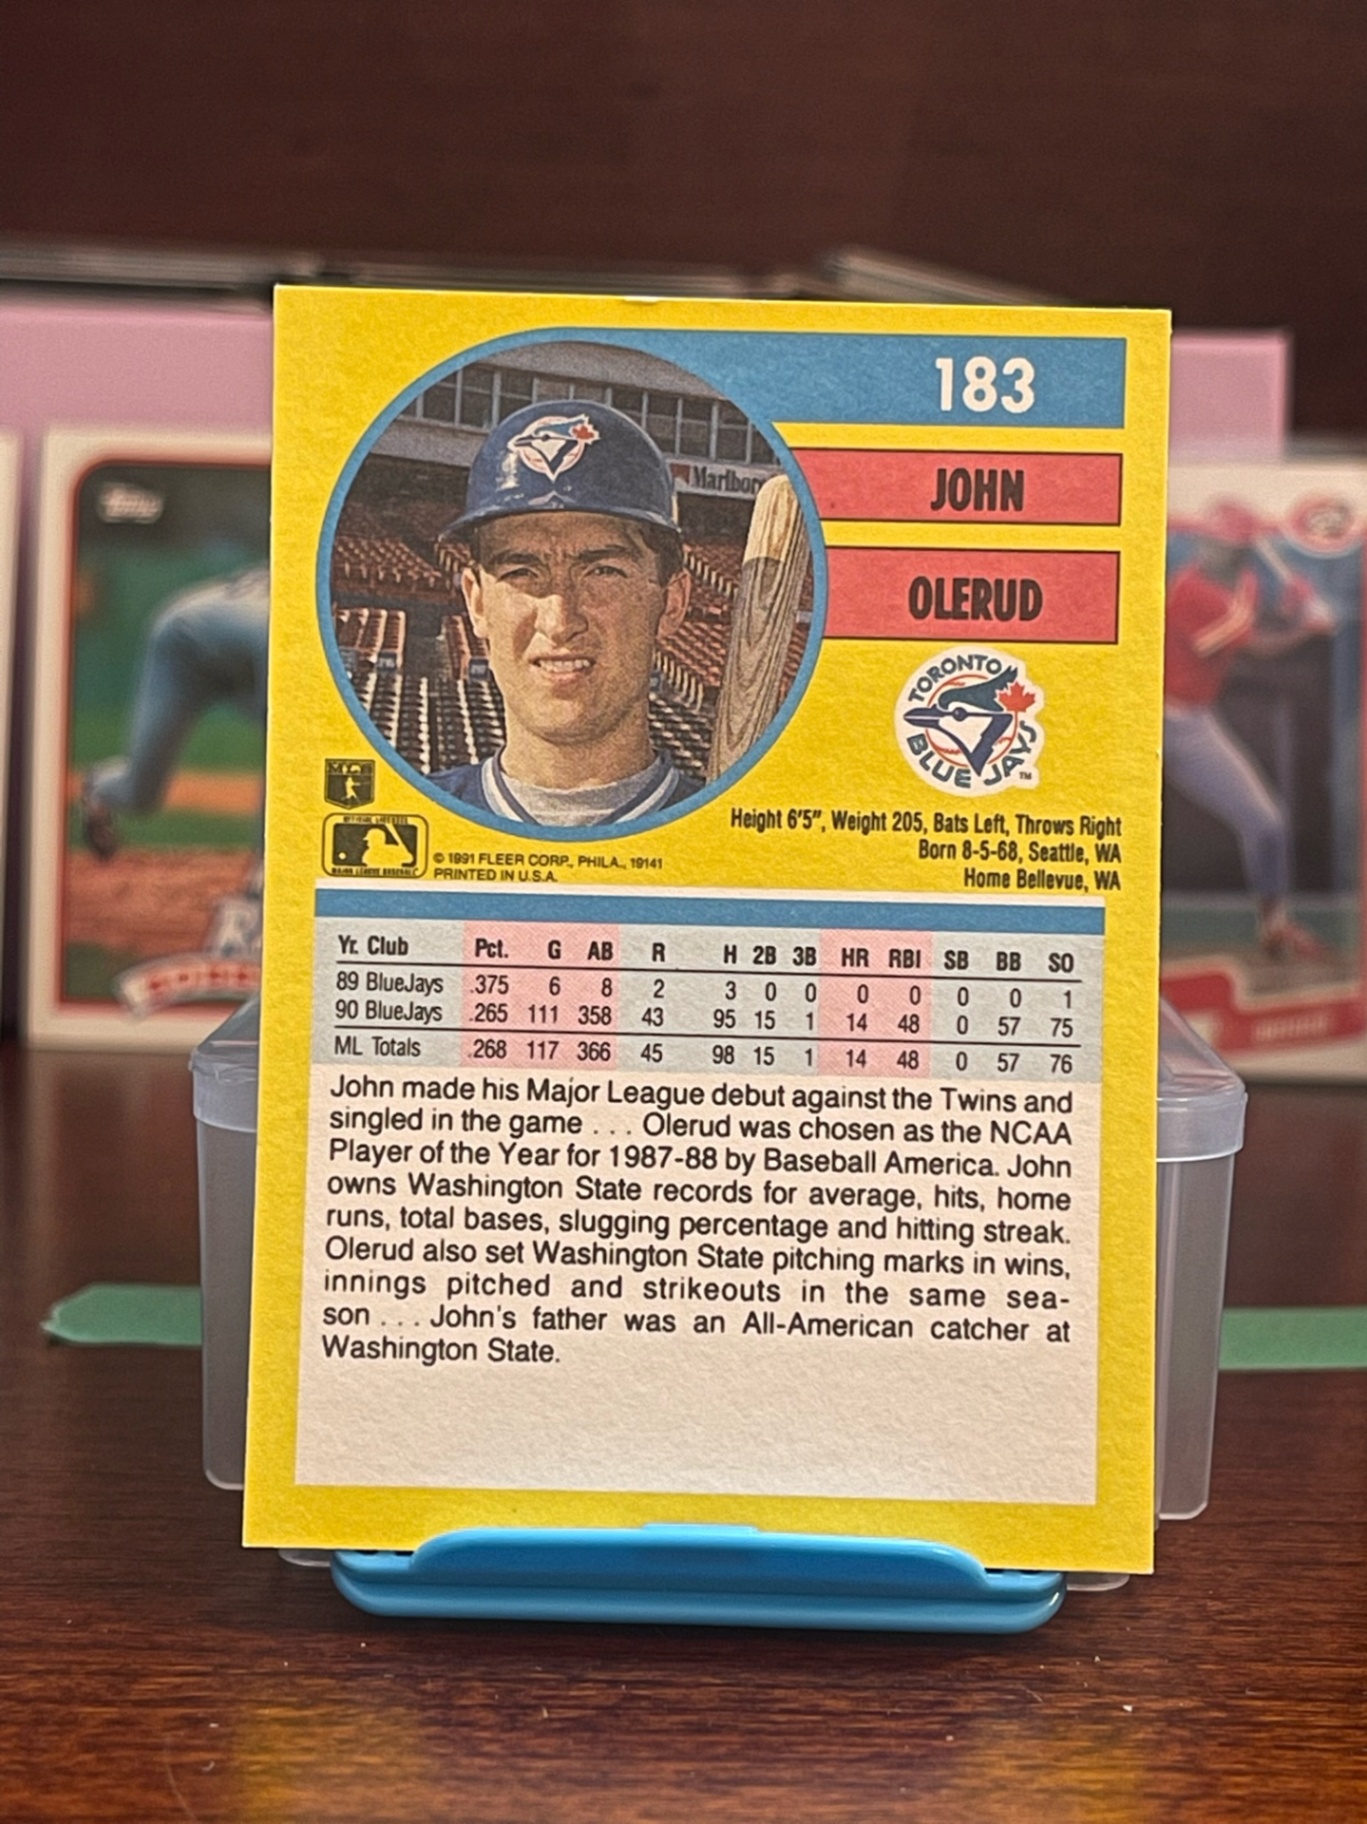 183
JOHN
OLERUD
Marlboro
TORONTO
BLUE JAYS
TM
MLB
MAJOR LEAGUE BASEBALL
© 1991 FLEER CORP., PHILA., 19141
PRINTED IN U.S.A.
Height 6'5", Weight 205, Bats Left, Throws Right
Born 8-5-68, Seattle, WA
Home Bellevue, WA
Yr. Club Pct. G AB R H 2B 3B HR RBI SB BB SO
89 BlueJays .375 6 8 2 3 0 0 0 0 0 0 1
90 BlueJays .265 111 358 43 95 15 1 14 48 0 57 75
ML Totals .268 117 366 45 98 15 1 14 48 0 57 76
John made his Major League debut against the Twins and
singled in the game . . . Olerud was chosen as the NCAA
Player of the Year for 1987-88 by Baseball America. John
owns Washington State records for average, hits, home
runs, total bases, slugging percentage and hitting streak.
Olerud also set Washington State pitching marks in wins,
innings pitched and strikeouts in the same sea-
son . . . John's father was an All-American catcher at
Washington State.
Topps